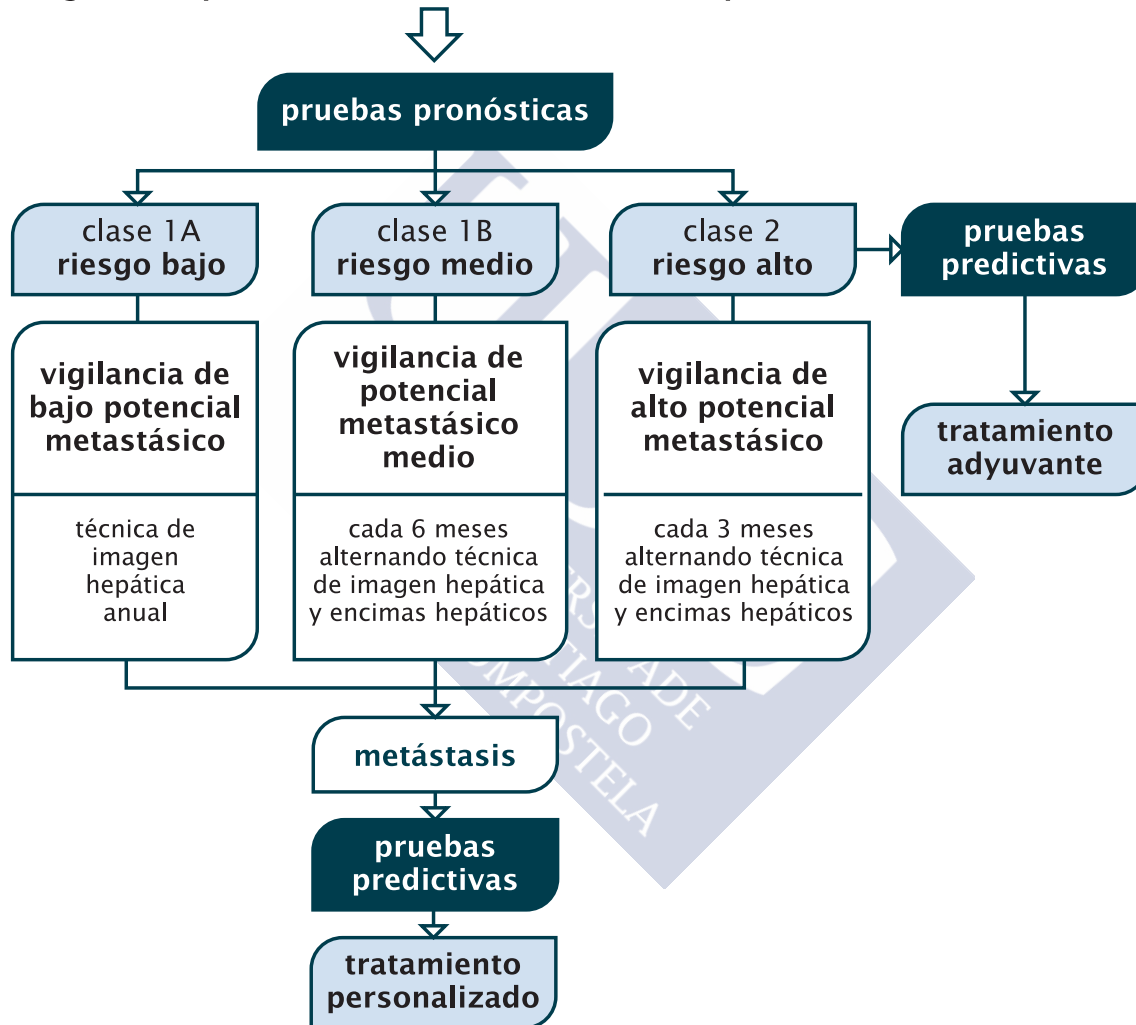 pruebas pronósticas
clase 1A
riesgo bajo
clase 1B
riesgo medio
clase 2
riesgo alto
pruebas
predictivas
vigilancia de
bajo potencial
metastásico
técnica de
imagen
hepática
anual
vigilancia de
potencial
metastásico
medio
cada 6 meses
alternando técnica
de imagen hepática
y encimas hepáticos
vigilancia de
alto potencial
metastásico
cada 3 meses
alternando técnica
de imagen hepática
y encimas hepáticos
tratamiento
adyuvante
metástasis
pruebas
predictivas
tratamiento
personalizado